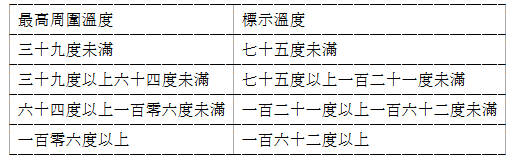 最高周圍溫度 標示溫度
三十九度未滿 七十五度未滿
三十九度以上六十四度未滿 七十五度以上一百二十一度未滿
六十四度以上一百零六度未滿 一百二十一度以上一百六十二度未滿
一百零六度以上 一百六十二度以上